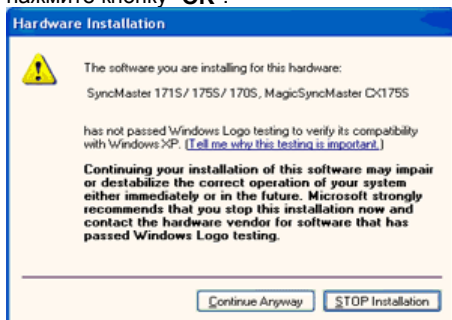 нажмите кнопку "OK".
Hardware Installation
The software you are installing for this hardware:
SyncMaster 171S/ 175S/ 170S, MagicSyncMaster CX175S
has not passed Windows Logo testing to verify its compatibility
with Windows XP. (Tell me why this testing is important.)
Continuing your installation of this software may impair
or destabilize the correct operation of your system
either immediately or in the future. Microsoft strongly
recommends that you stop this installation now and
contact the hardware vendor for software that has
passed Windows Logo testing.
Continue Anyway
STOP Installation